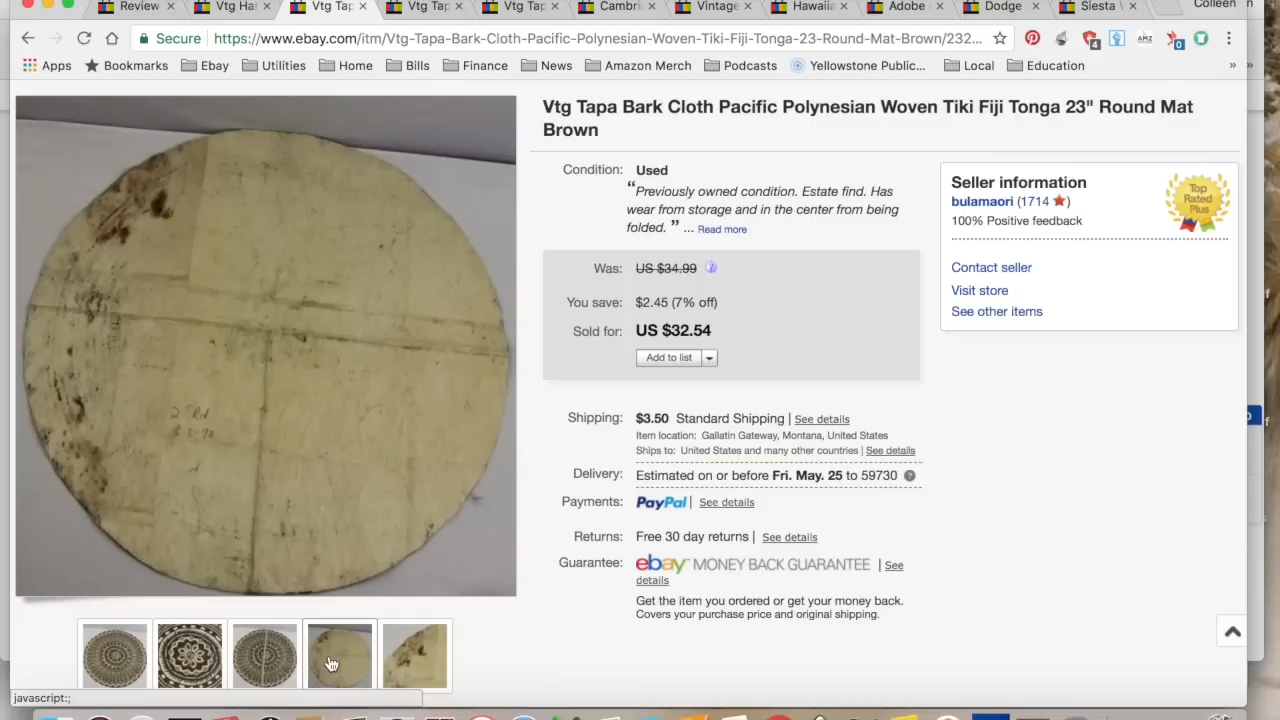 Review
Vtg Har
Vtg Tap
Vtg Tap
Vtg Tap
Cambri
Vintage
Hawaiia
Adobe
Dodge
Siesta
Colleen
Secure
https://www.ebay.com/itm/Vtg-Tapa-Bark-Cloth-Pacific-Polynesian-Woven-Tiki-Fiji-Tonga-23-Round-Mat-Brown/232...
4
AMZ
0
Apps
Bookmarks
Ebay
Utilities
Home
Bills
Finance
News
Amazon Merch
Podcasts
Yellowstone Public...
Local
Education
»
»
Vtg Tapa Bark Cloth Pacific Polynesian Woven Tiki Fiji Tonga 23" Round Mat
Brown
Condition: Used
“Previously owned condition. Estate find. Has
wear from storage and in the center from being
folded. ” ... Read more
Was: US $34.99
You save: $2.45 (7% off)
Sold for: US $32.54
Add to list
Shipping: $3.50 Standard Shipping | See details
Item location: Gallatin Gateway, Montana, United States
Ships to: United States and many other countries | See details
Delivery: Estimated on or before Fri. May. 25 to 59730
Payments: PayPal | See details
Returns: Free 30 day returns | See details
Guarantee: ebay MONEY BACK GUARANTEE | See
details
Get the item you ordered or get your money back.
Covers your purchase price and original shipping.
Seller information
bulamaori (1714)
100% Positive feedback
Top
Rated
Plus
Contact seller
Visit store
See other items
javascript:;